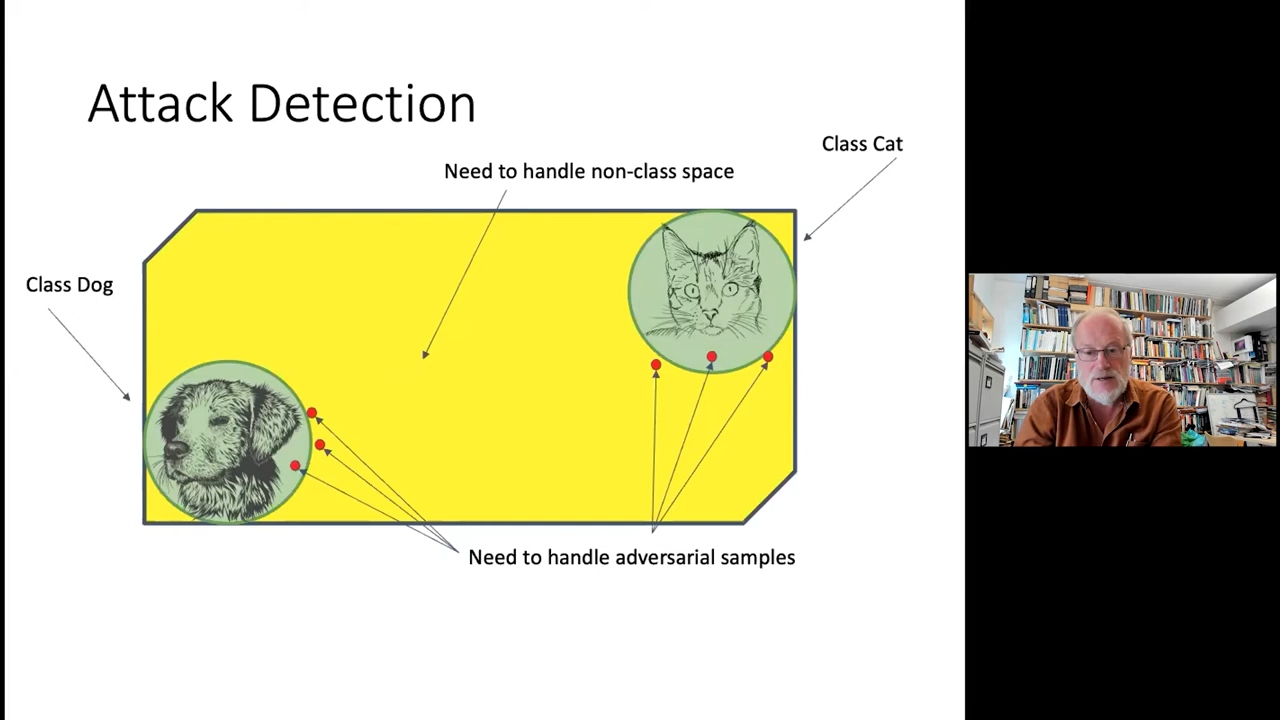 Attack Detection
Class Cat
Need to handle non-class space
Class Dog
Need to handle adversarial samples